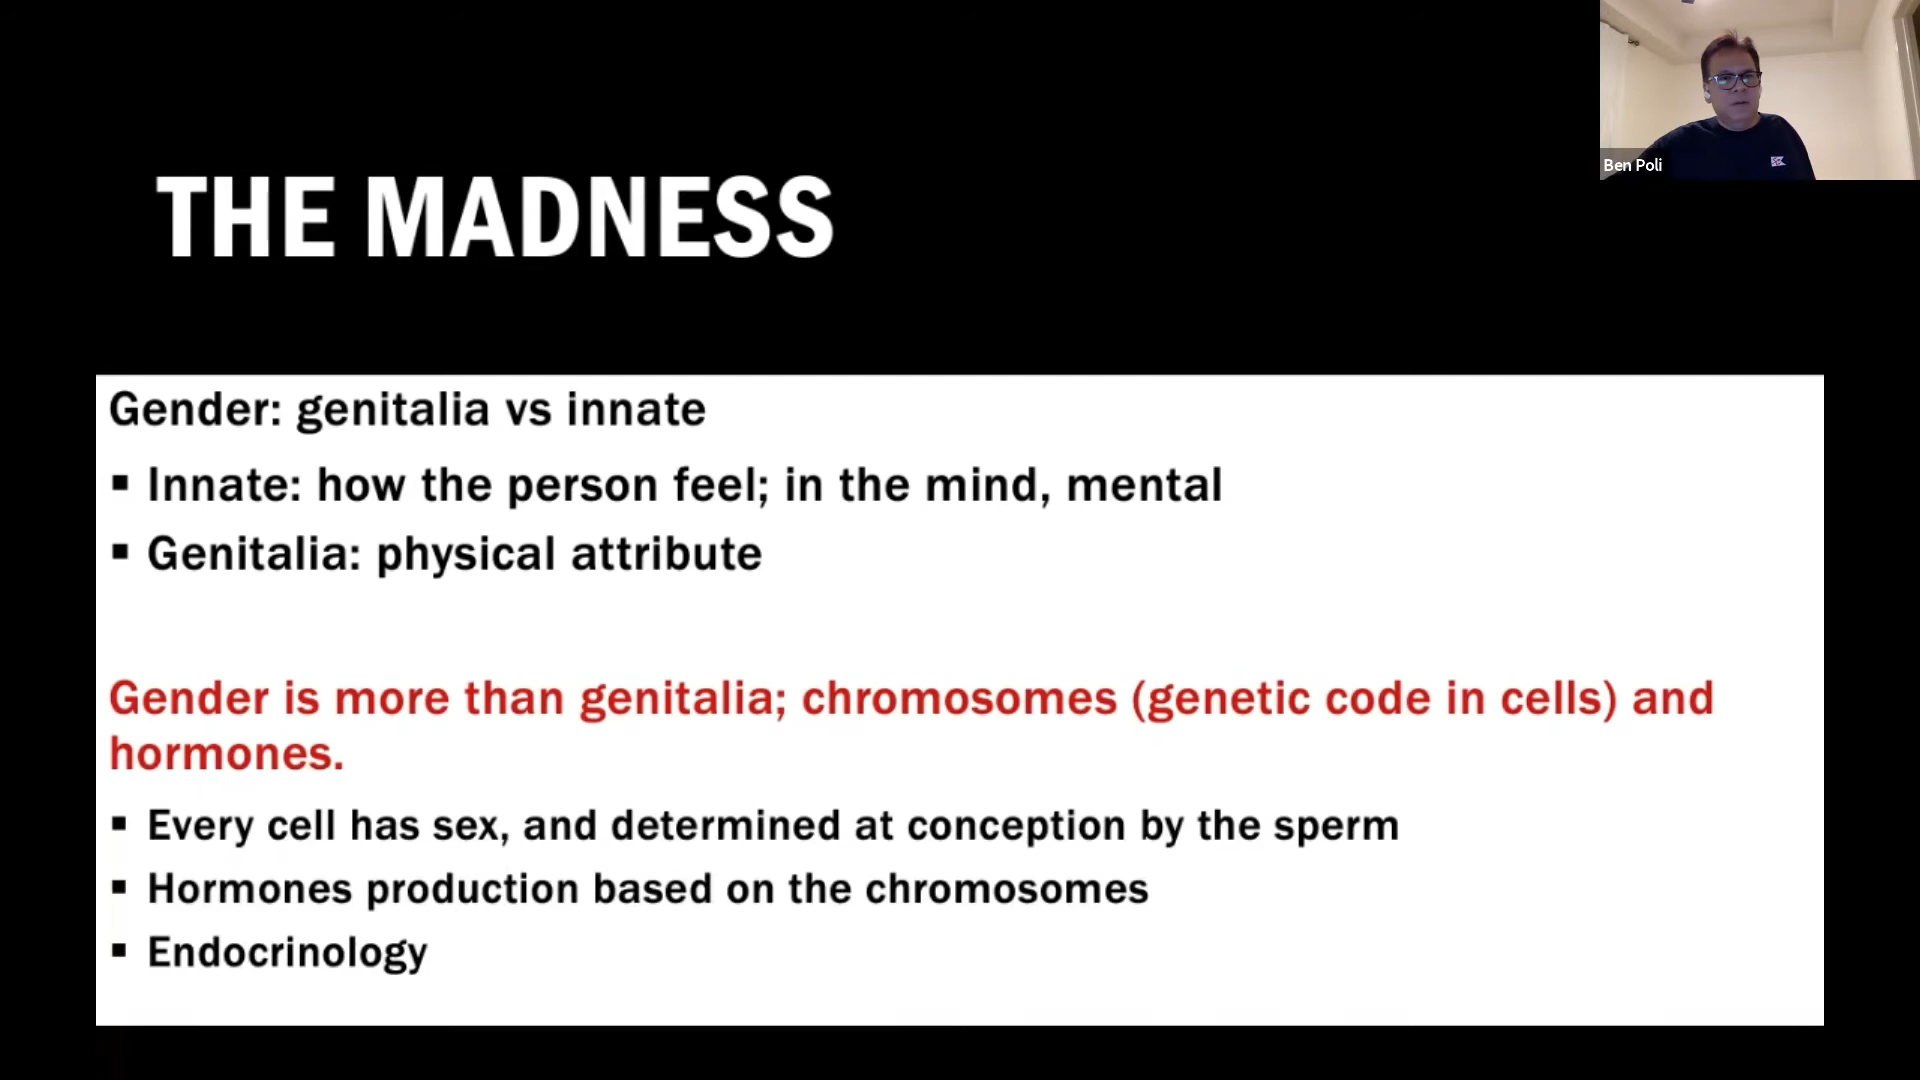 THE MADNESS
Ben Poli
Gender: genitalia vs innate
▪ Innate: how the person feel; in the mind, mental
▪ Genitalia: physical attribute
Gender is more than genitalia; chromosomes (genetic code in cells) and
hormones.
▪ Every cell has sex, and determined at conception by the sperm
▪ Hormones production based on the chromosomes
▪ Endocrinology